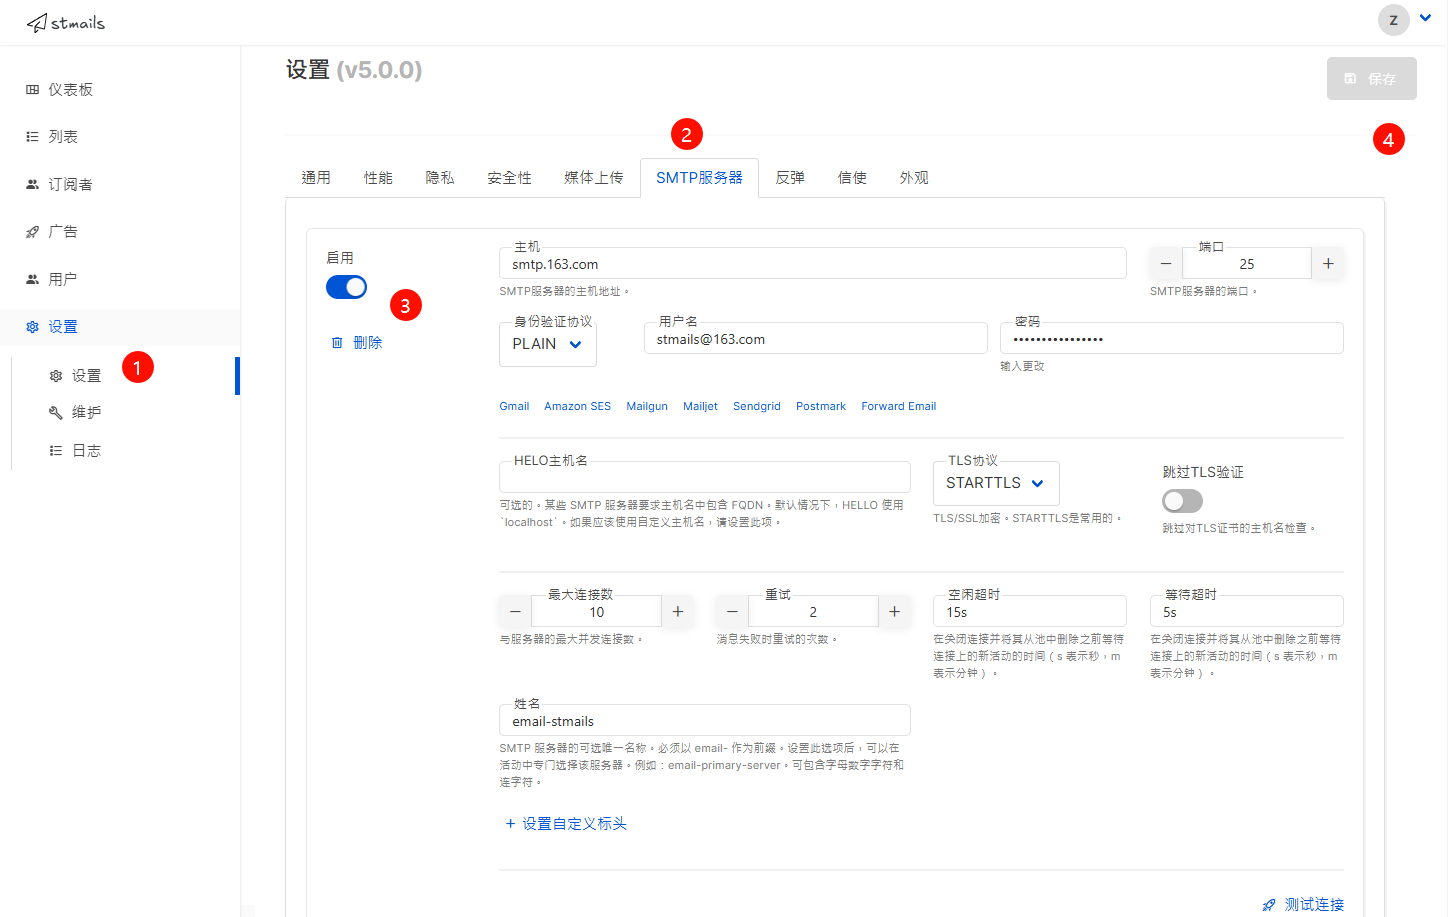 stmails
Z
仪表板
列表
订阅者
广告
用户
设置
设置
维护
日志
1
设置 (v5.0.0)
保存
2
4
通用
性能
隐私
安全性
媒体上传
SMTP服务器
反弹
信使
外观
启用
3
删除
主机
smtp.163.com
SMTP服务器的主机地址。
端口
− 25 +
SMTP服务器的端口。
身份验证协议
PLAIN
用户名
stmails@163.com
密码
••••••••••••••••
输入更改
Gmail Amazon SES Mailgun Mailjet Sendgrid Postmark Forward Email
HELO主机名
可选的。某些 SMTP 服务器要求主机名中包含 FQDN。默认情况下，HELLO 使用
`localhost`。如果应该使用自定义主机名，请设置此项。
TLS协议
STARTTLS
TLS/SSL加密。STARTTLS是常用的。
跳过TLS验证
跳过对TLS证书的主机名检查。
最大连接数
− 10 +
与服务器的最大并发连接数。
重试
− 2 +
消息失败时重试的次数。
空闲超时
15s
在关闭连接并将其从池中删除之前等待
连接上的新活动的时间（s 表示秒，m
表示分钟）。
等待超时
5s
在关闭连接并将其从池中删除之前等待
连接上的新活动的时间（s 表示秒，m
表示分钟）。
姓名
email-stmails
SMTP 服务器的可选唯一名称。必须以 email- 作为前缀。设置此选项后，可以在
活动中专门选择该服务器。例如：email-primary-server。可包含字母数字字符和
连字符。
+ 设置自定义标头
测试连接